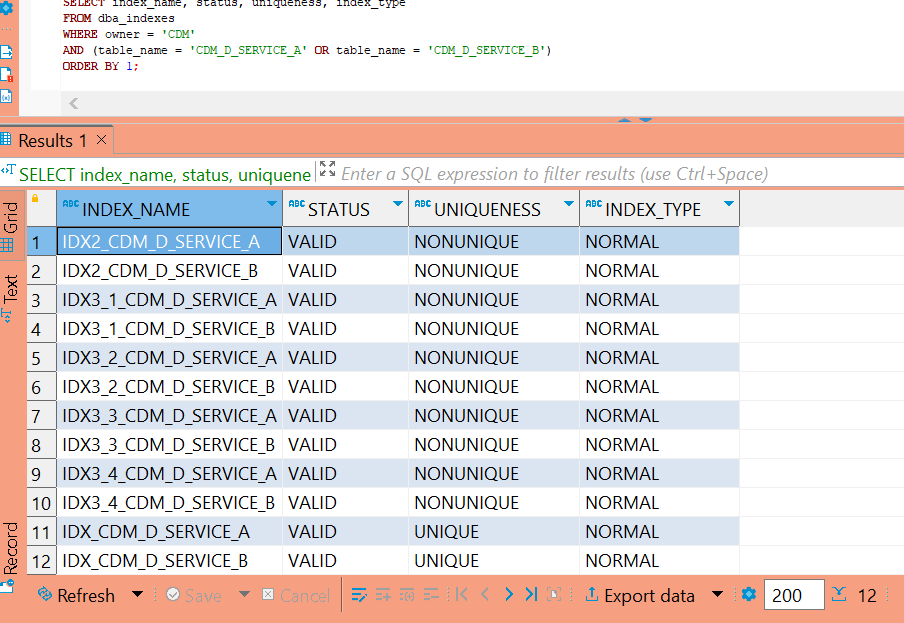 SELECT index_name, status, uniqueness, index_type
FROM dba_indexes
WHERE owner = 'CDM'
AND (table_name = 'CDM_D_SERVICE_A' OR table_name = 'CDM_D_SERVICE_B')
ORDER BY 1;
Results 1
SELECT index_name, status, uniquene Enter a SQL expression to filter results (use Ctrl+Space)
Grid
Text
Record
INDEX_NAME STATUS UNIQUENESS INDEX_TYPE
1 IDX2_CDM_D_SERVICE_A VALID NONUNIQUE NORMAL
2 IDX2_CDM_D_SERVICE_B VALID NONUNIQUE NORMAL
3 IDX3_1_CDM_D_SERVICE_A VALID NONUNIQUE NORMAL
4 IDX3_1_CDM_D_SERVICE_B VALID NONUNIQUE NORMAL
5 IDX3_2_CDM_D_SERVICE_A VALID NONUNIQUE NORMAL
6 IDX3_2_CDM_D_SERVICE_B VALID NONUNIQUE NORMAL
7 IDX3_3_CDM_D_SERVICE_A VALID NONUNIQUE NORMAL
8 IDX3_3_CDM_D_SERVICE_B VALID NONUNIQUE NORMAL
9 IDX3_4_CDM_D_SERVICE_A VALID NONUNIQUE NORMAL
10 IDX3_4_CDM_D_SERVICE_B VALID NONUNIQUE NORMAL
11 IDX_CDM_D_SERVICE_A VALID UNIQUE NORMAL
12 IDX_CDM_D_SERVICE_B VALID UNIQUE NORMAL
Refresh Save Cancel Export data 200 12